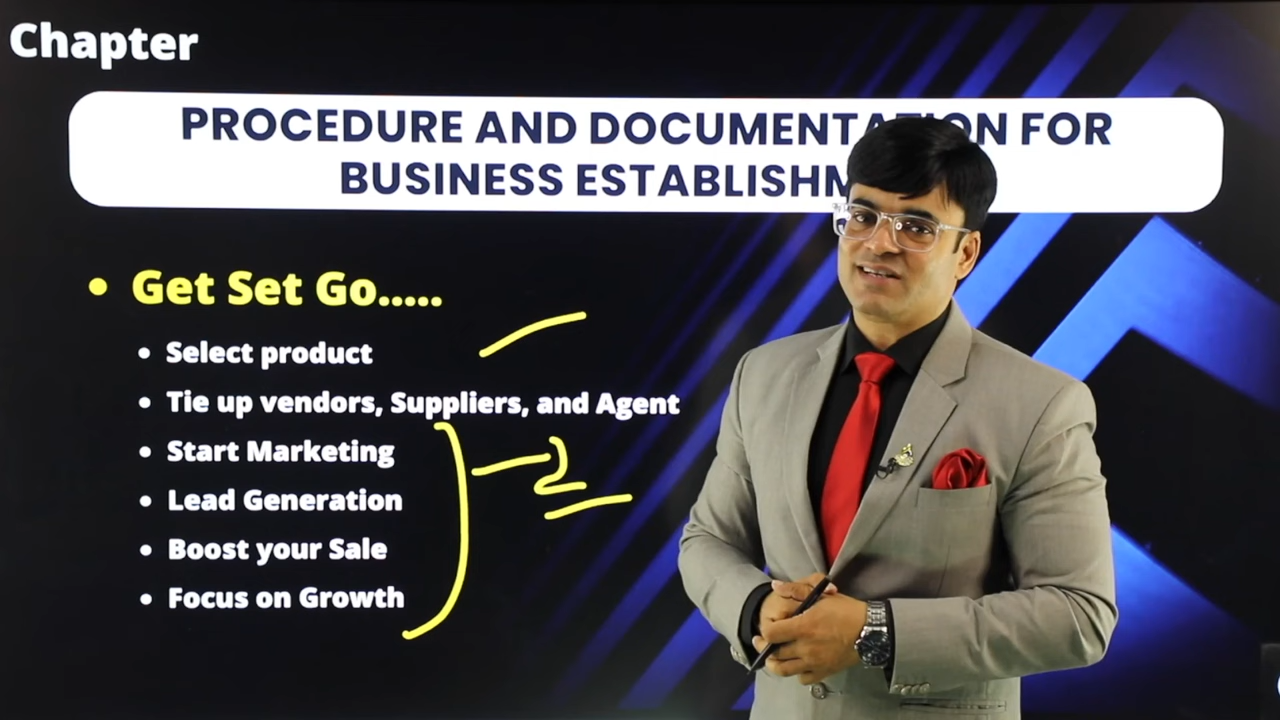 Chapter
PROCEDURE AND DOCUMENTATION FOR
BUSINESS ESTABLISHM
• Get Set Go.....
• Select product
• Tie up vendors, Suppliers, and Agent
• Start Marketing
• Lead Generation
• Boost your Sale
• Focus on Growth
2